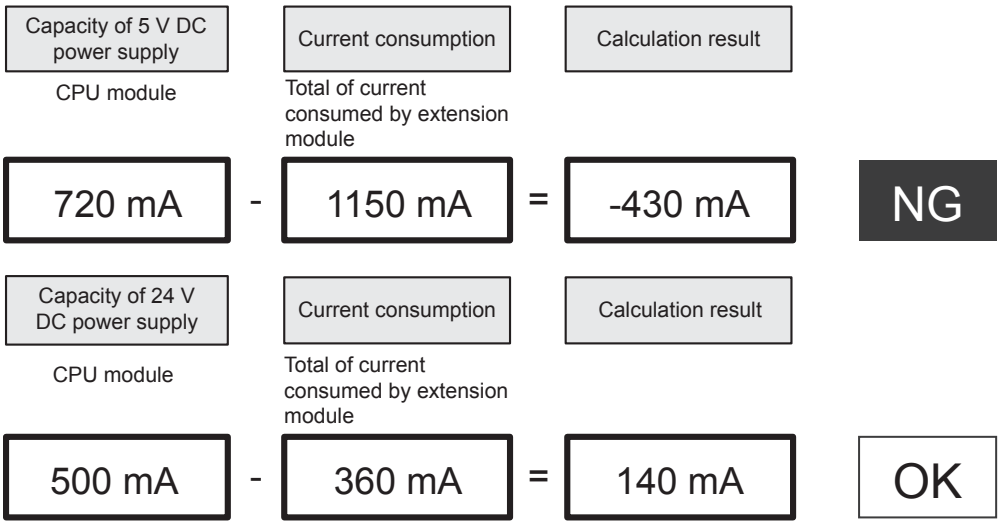 Capacity of 5 V DC
power supply
Current consumption
Calculation result
CPU module
Total of current
consumed by extension
module
720 mA - 1150 mA = -430 mA NG
Capacity of 24 V
DC power supply
Current consumption
Calculation result
CPU module
Total of current
consumed by extension
module
500 mA - 360 mA = 140 mA OK